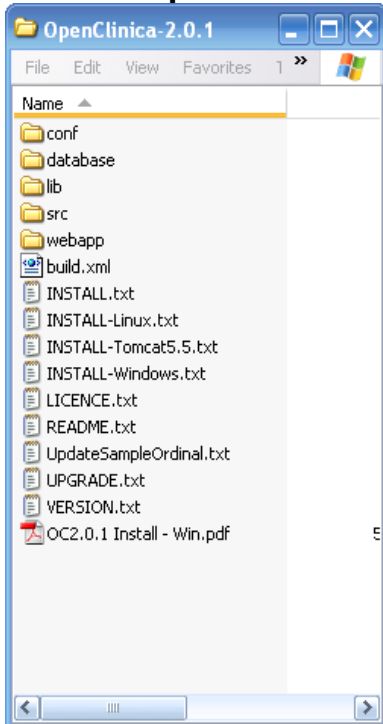 OpenClinica-2.0.1
File Edit View Favorites »
Name
conf
database
lib
src
webapp
build.xml
INSTALL.txt
INSTALL-Linux.txt
INSTALL-Tomcat5.5.txt
INSTALL-Windows.txt
LICENCE.txt
README.txt
UpdateSampleOrdinal.txt
UPGRADE.txt
VERSION.txt
OC2.0.1 Install - Win.pdf 5